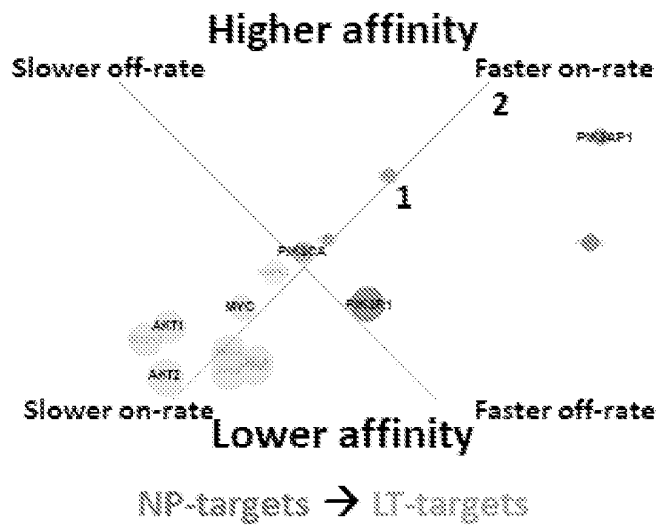 Higher affinity
Slower off-rate
Faster on-rate
2
1
MYC
AKT1
AKT2
Slower on-rate
Faster off-rate
Lower affinity
NP-targets → LT-targets